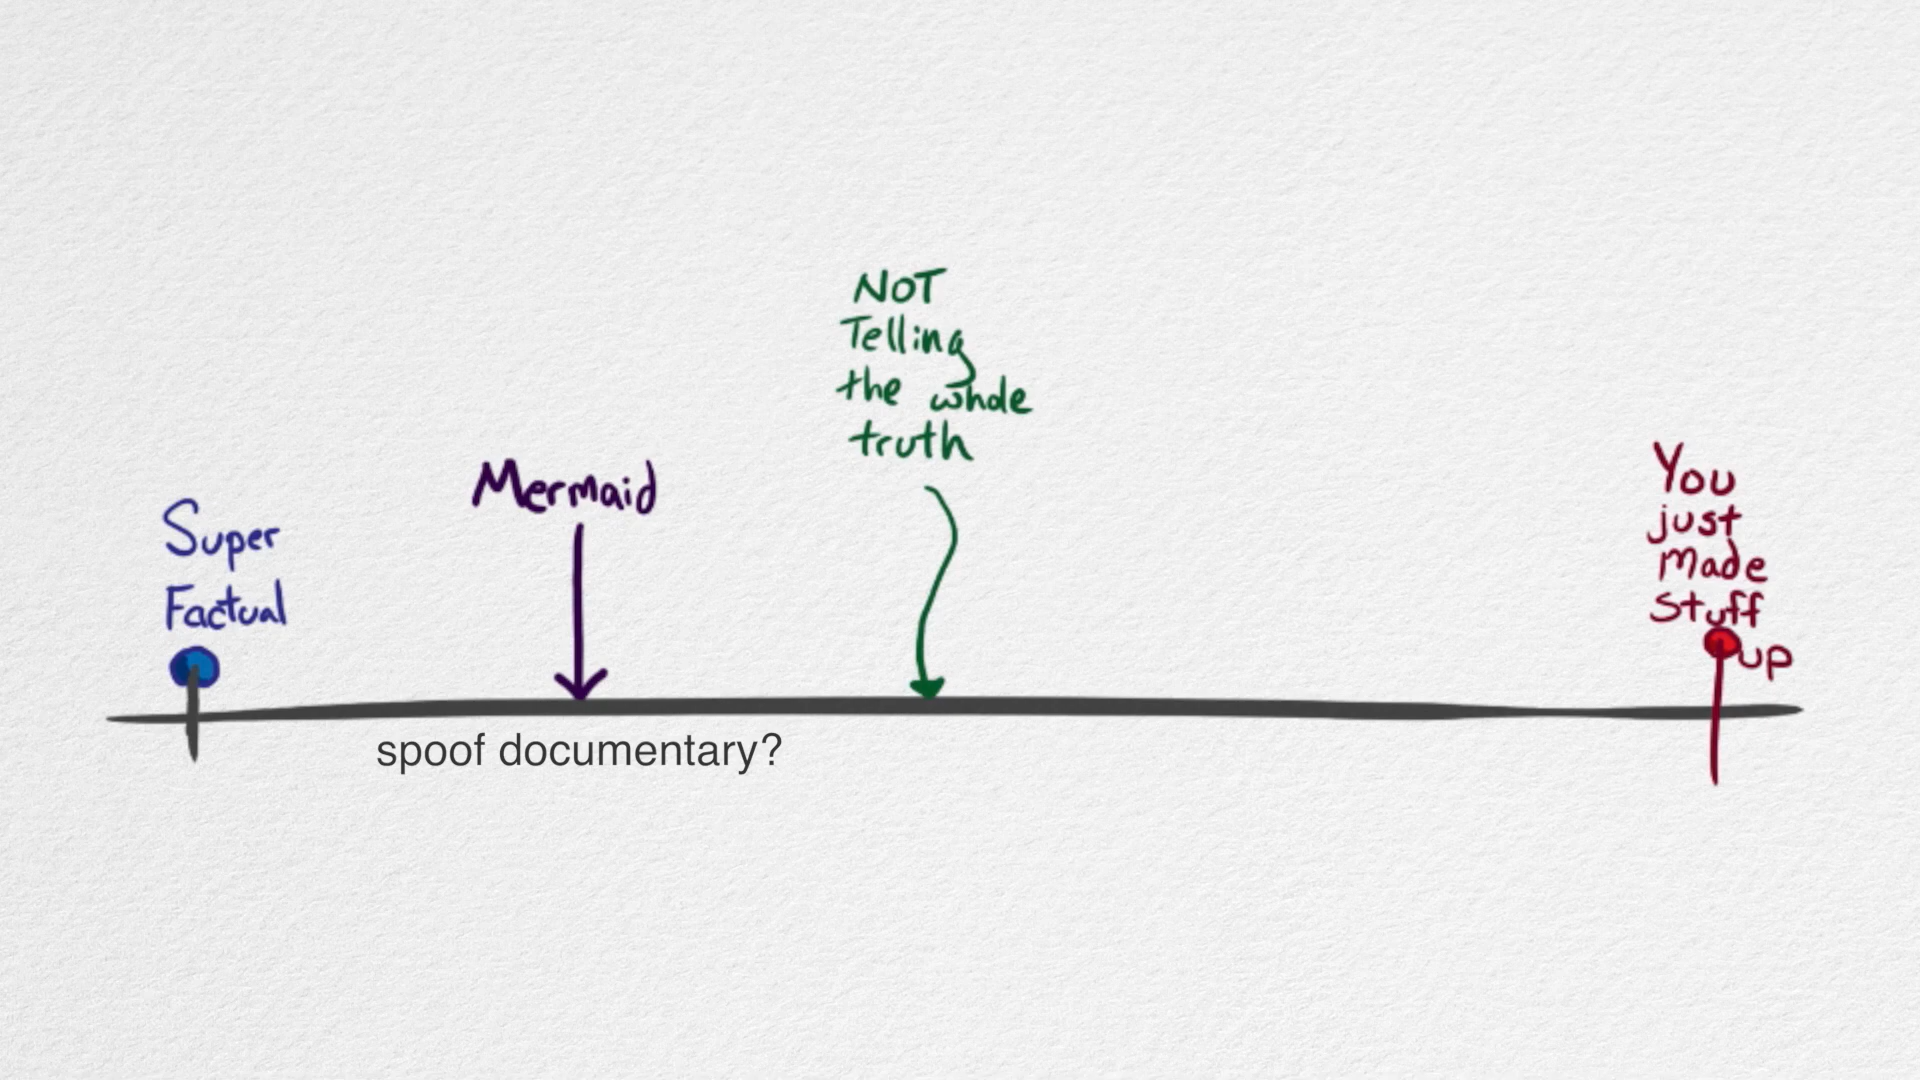 Super
Factual
Mermaid
NOT
Telling
the whole
truth
You
just
made
stuff
up
spoof documentary?